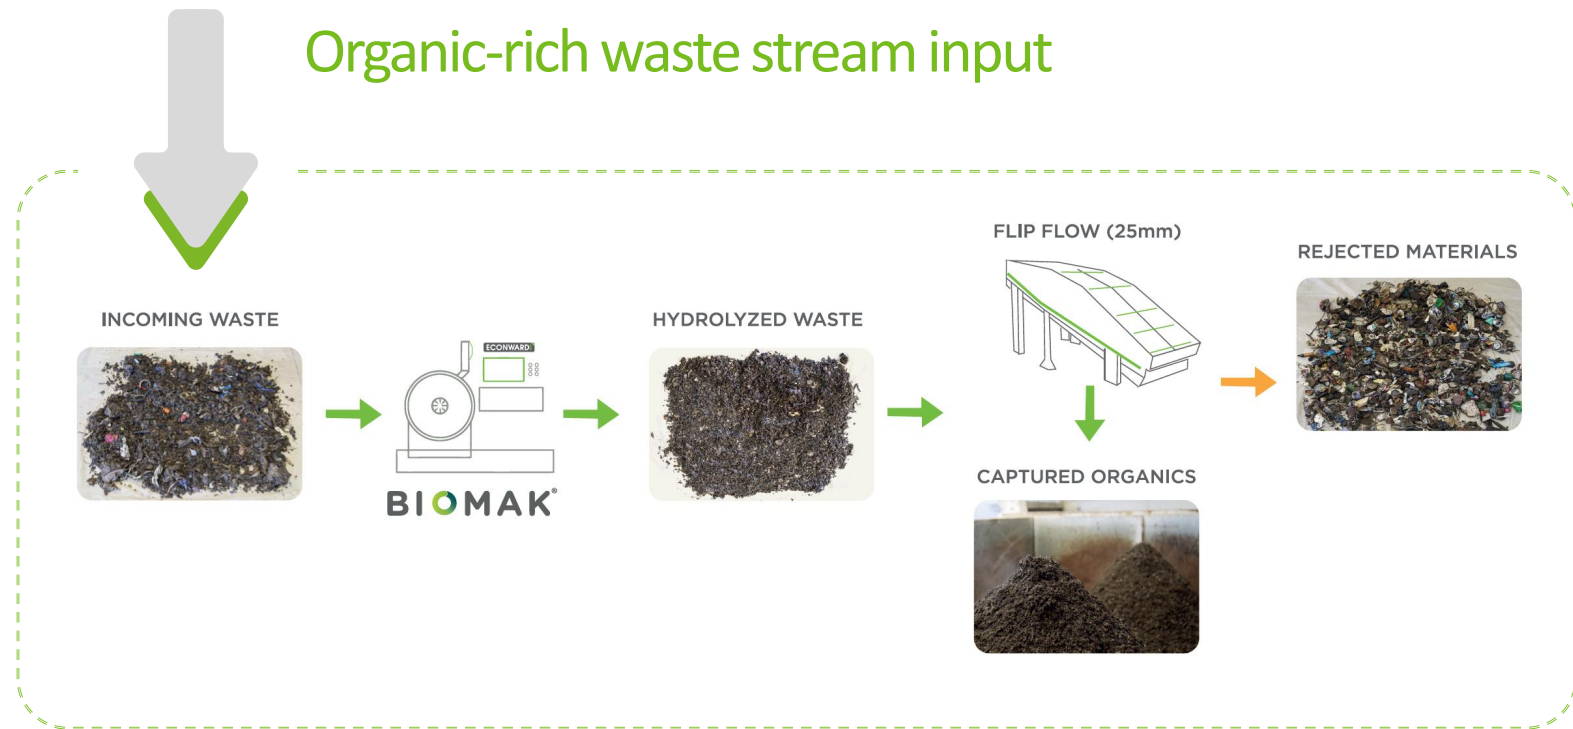 Organic-rich waste stream input
INCOMING WASTE
ECONWARD
BIOMAK®
HYDROLYZED WASTE
FLIP FLOW (25mm)
CAPTURED ORGANICS
REJECTED MATERIALS